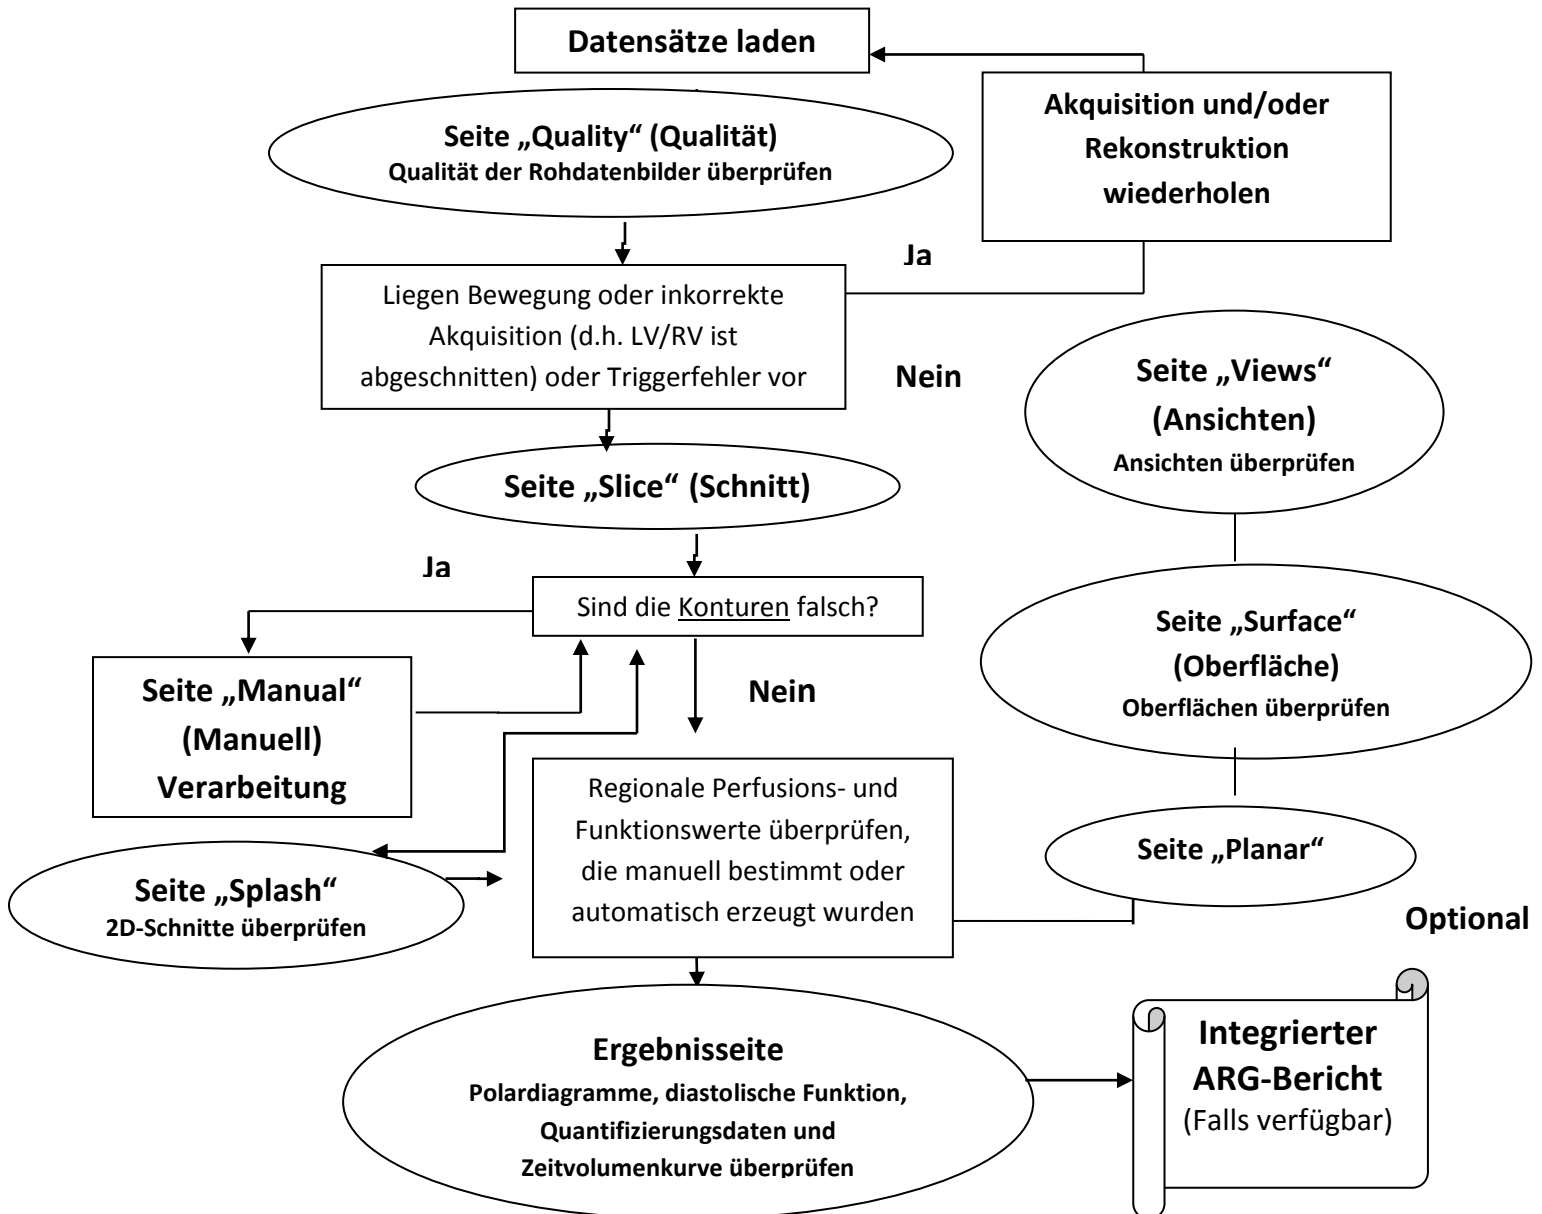 Datensätze laden
Akquisition und/oder
Rekonstruktion
wiederholen
Seite „Quality“ (Qualität)
Qualität der Rohdatenbilder überprüfen
Ja
Liegen Bewegung oder inkorrekte
Akquisition (d.h. LV/RV ist
abgeschnitten) oder Triggerfehler vor
Nein
Seite „Views“
(Ansichten)
Ansichten überprüfen
Seite „Slice“ (Schnitt)
Ja
Sind die Konturen falsch?
Seite „Surface“
(Oberfläche)
Oberflächen überprüfen
Seite „Manual“
(Manuell)
Verarbeitung
Nein
Regionale Perfusions- und
Funktionswerte überprüfen,
die manuell bestimmt oder
automatisch erzeugt wurden
Seite „Planar“
Seite „Splash“
2D-Schnitte überprüfen
Optional
Ergebnisseite
Polardiagramme, diastolische Funktion,
Quantifizierungsdaten und
Zeitvolumenkurve überprüfen
Integrierter
ARG-Bericht
(Falls verfügbar)